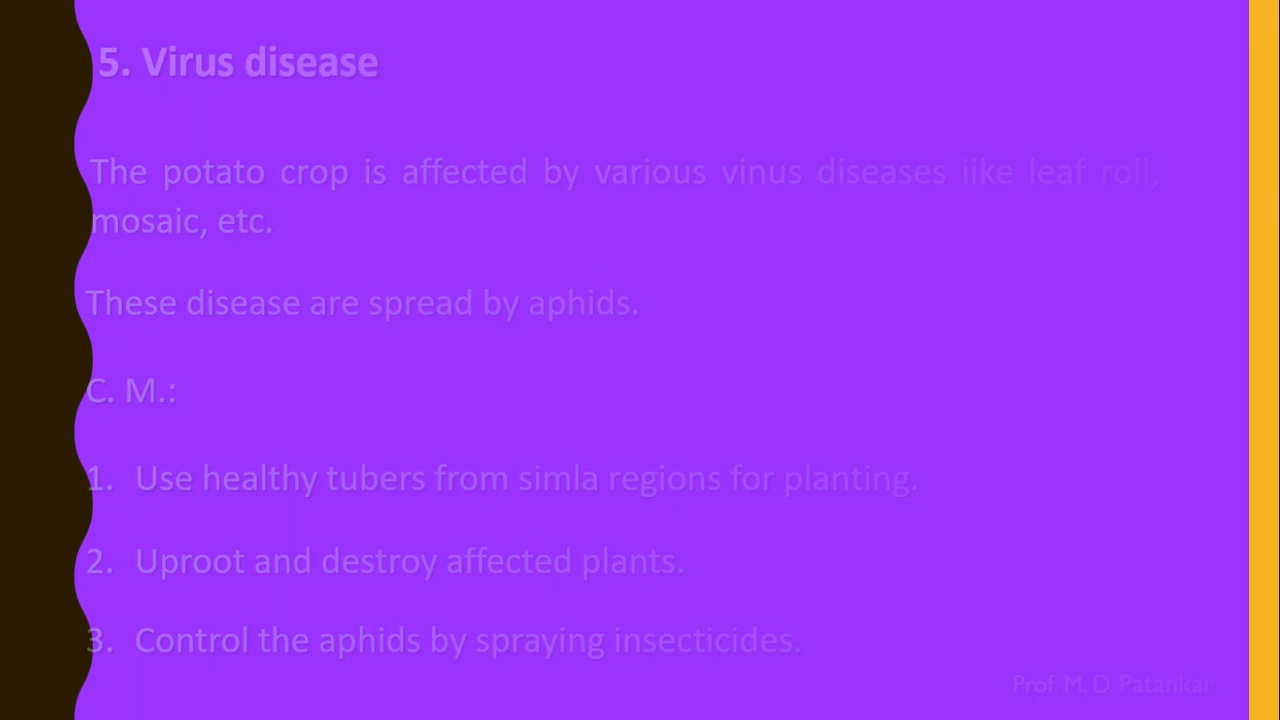 5. Virus disease
The potato crop is affected by various vinus diseases iike leaf roll,
mosaic, etc.
These disease are spread by aphids.
C. M.:
1. Use healthy tubers from simla regions for planting.
2. Uproot and destroy affected plants.
3. Control the aphids by spraying insecticides.
Prof. M. D. Patankar